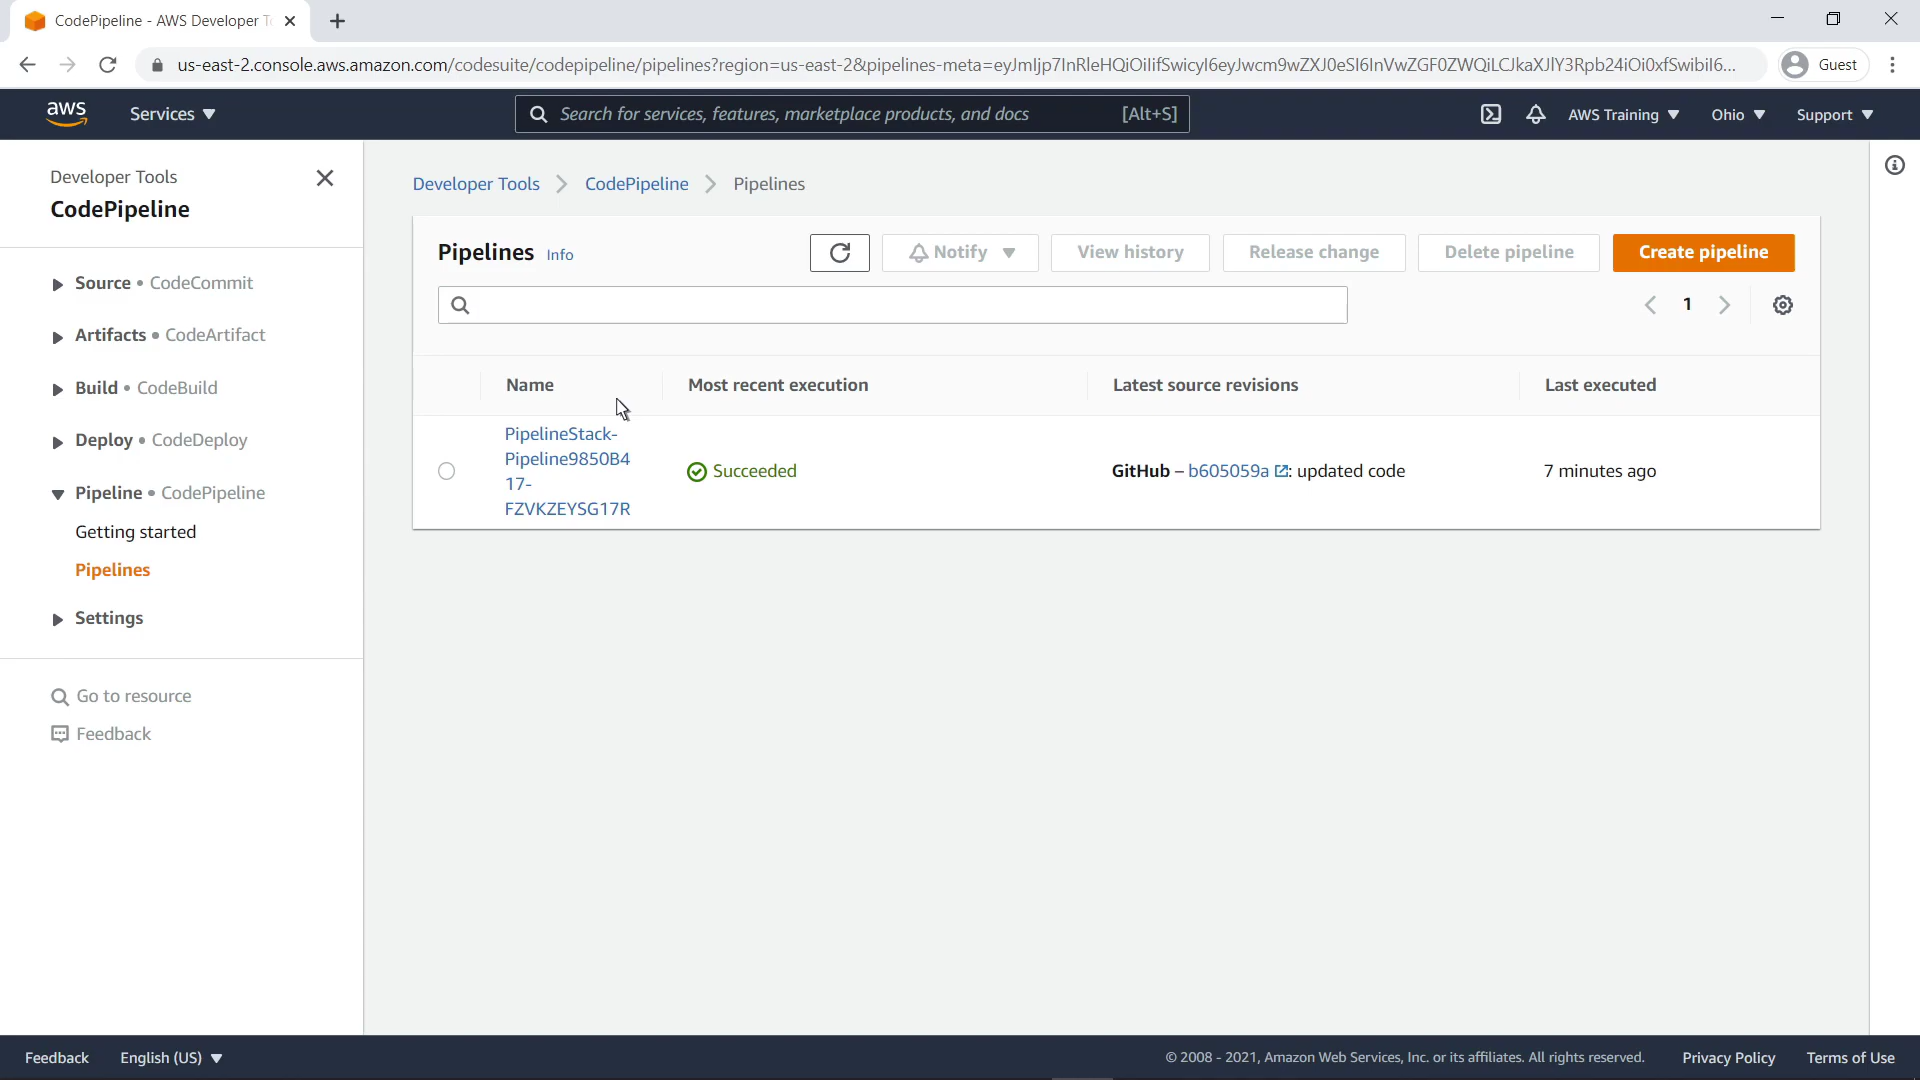 CodePipeline - AWS Developer T
us-east-2.console.aws.amazon.com/codesuite/codepipeline/pipelines?region=us-east-2&pipelines-meta=
Guest
aws
Services
Search for services, features, marketplace products, and docs
[Alt+S]
AWS Training
Ohio
Support
Developer Tools
CodePipeline
Source • CodeCommit
Artifacts • CodeArtifact
Build • CodeBuild
Deploy • CodeDeploy
Pipeline • CodePipeline
Getting started
Pipelines
Settings
Go to resource
Feedback
Developer Tools
CodePipeline
Pipelines
Pipelines Info
Notify
View history
Release change
Delete pipeline
Create pipeline
1
Name
Most recent execution
Latest source revisions
Last executed
PipelineStack-
Pipeline9850B4
17-
FZVKZEYSG17R
Succeeded
GitHub – b605059a : updated code
7 minutes ago
Feedback
English (US)
© 2008 - 2021, Amazon Web Services, Inc. or its affiliates. All rights reserved.
Privacy Policy
Terms of Use